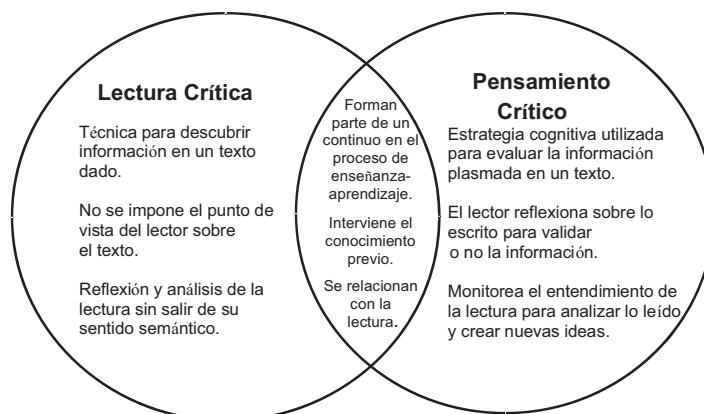 Lectura Crítica
Técnica para descubrir
información en un texto
dado.
No se impone el punto de
vista del lector sobre
el texto.
Reflexión y análisis de la
lectura sin salir de su
sentido semántico.
Forman
parte de un
continuo en el
proceso de
enseñanza-
aprendizaje.
Interviene el
conocimiento
previo.
Se relacionan
con la
lectura.
Pensamiento
Crítico
Estrategia cognitiva utilizada
para evaluar la información
plasmada en un texto.
El lector reflexiona sobre lo
escrito para validar
o no la información.
Monitorea el entendimiento de
la lectura para analizar lo leído
y crear nuevas ideas.